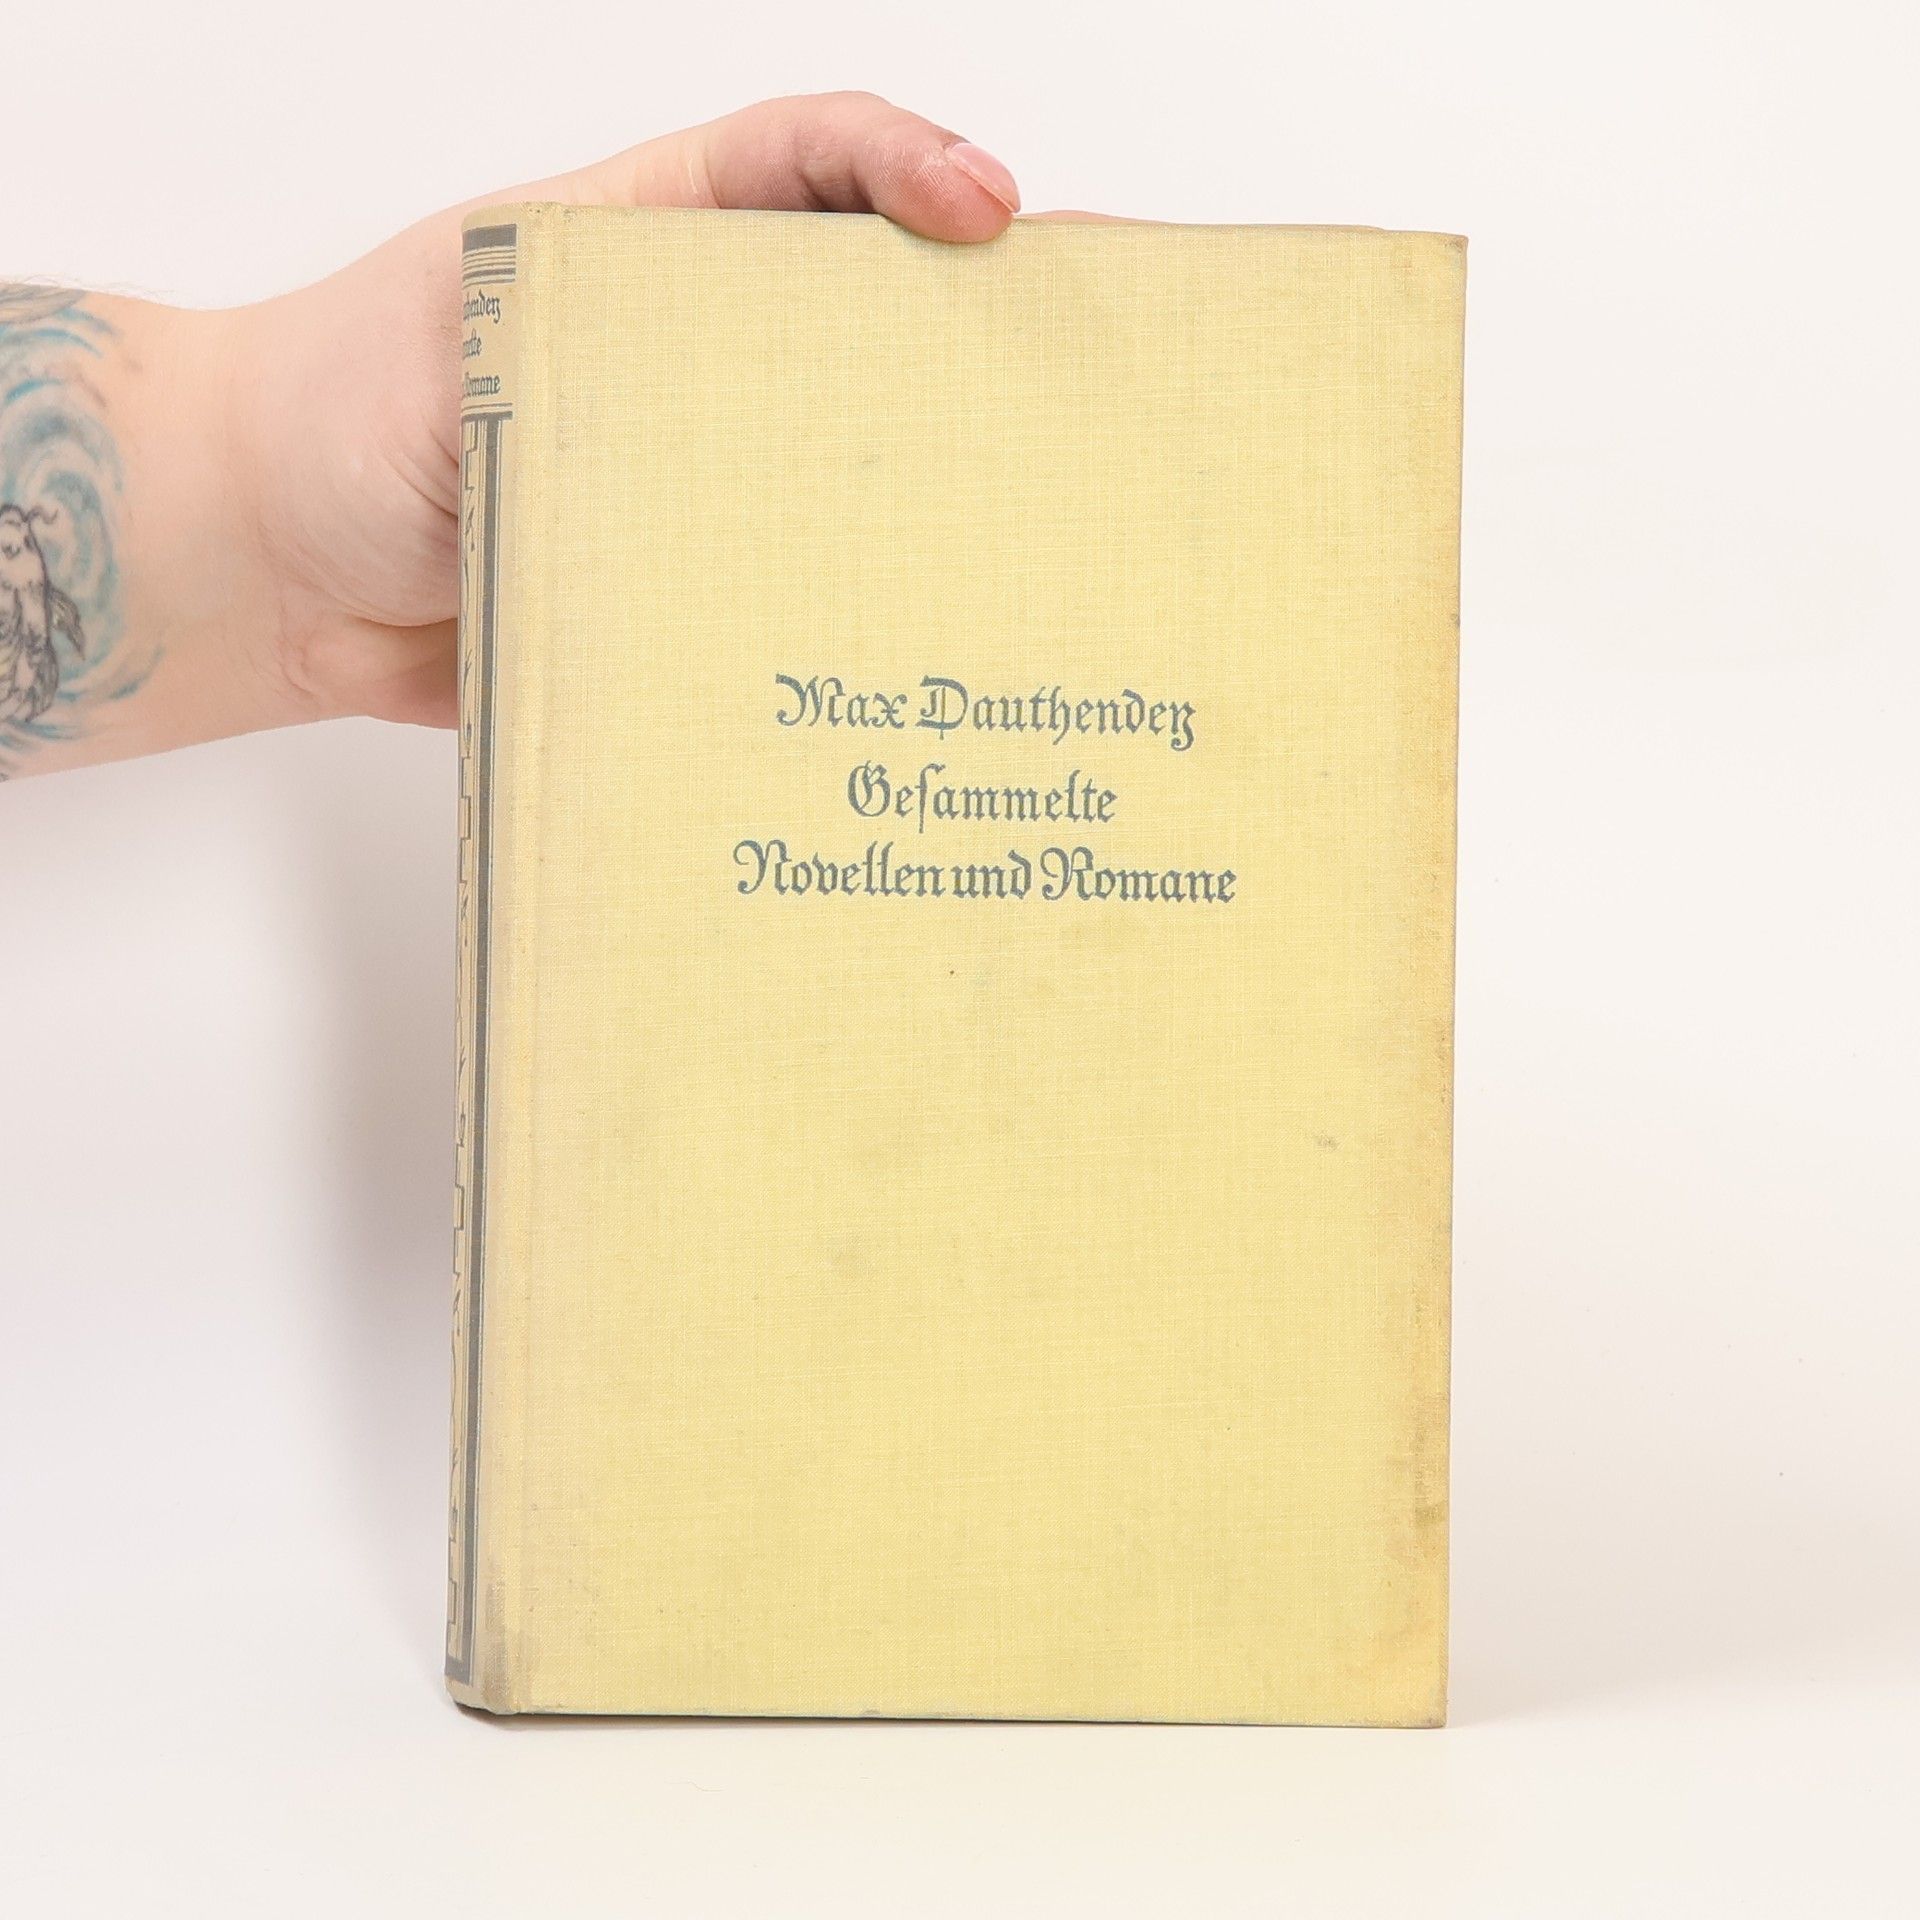 Max Dauthendey
Gesammelte
Novellen und Romane